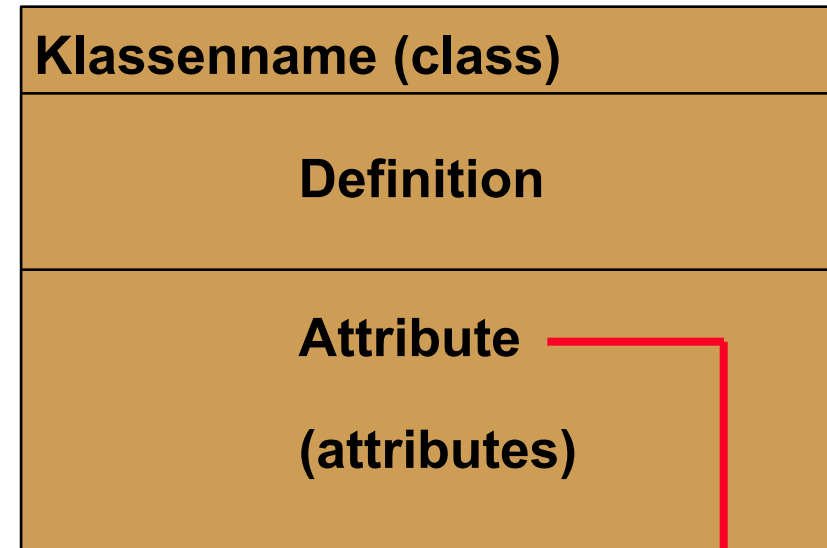 Klassenname (class)
Definition
Attribute
(attributes)